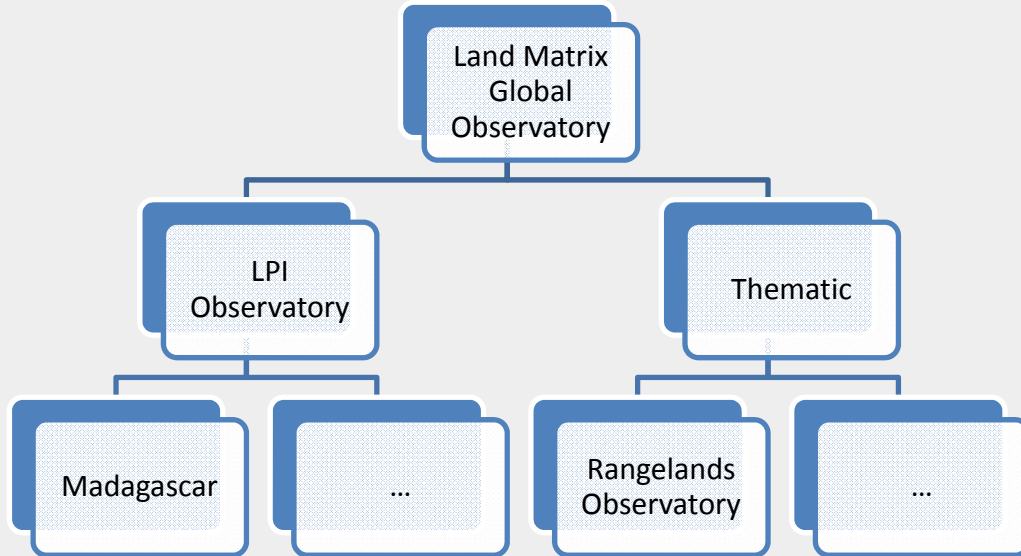 Land Matrix
Global
Observatory
LPI
Observatory
Thematic
Madagascar
...
Rangelands
Observatory
...